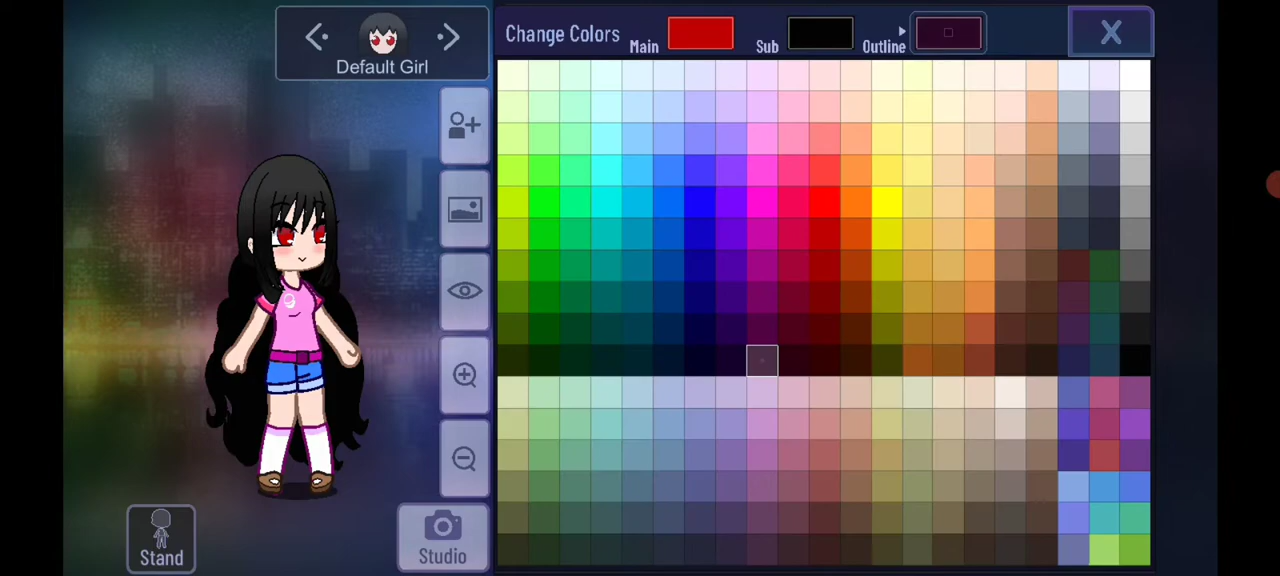 Default Girl
Change Colors
Main
Sub
Outline
Stand
Studio